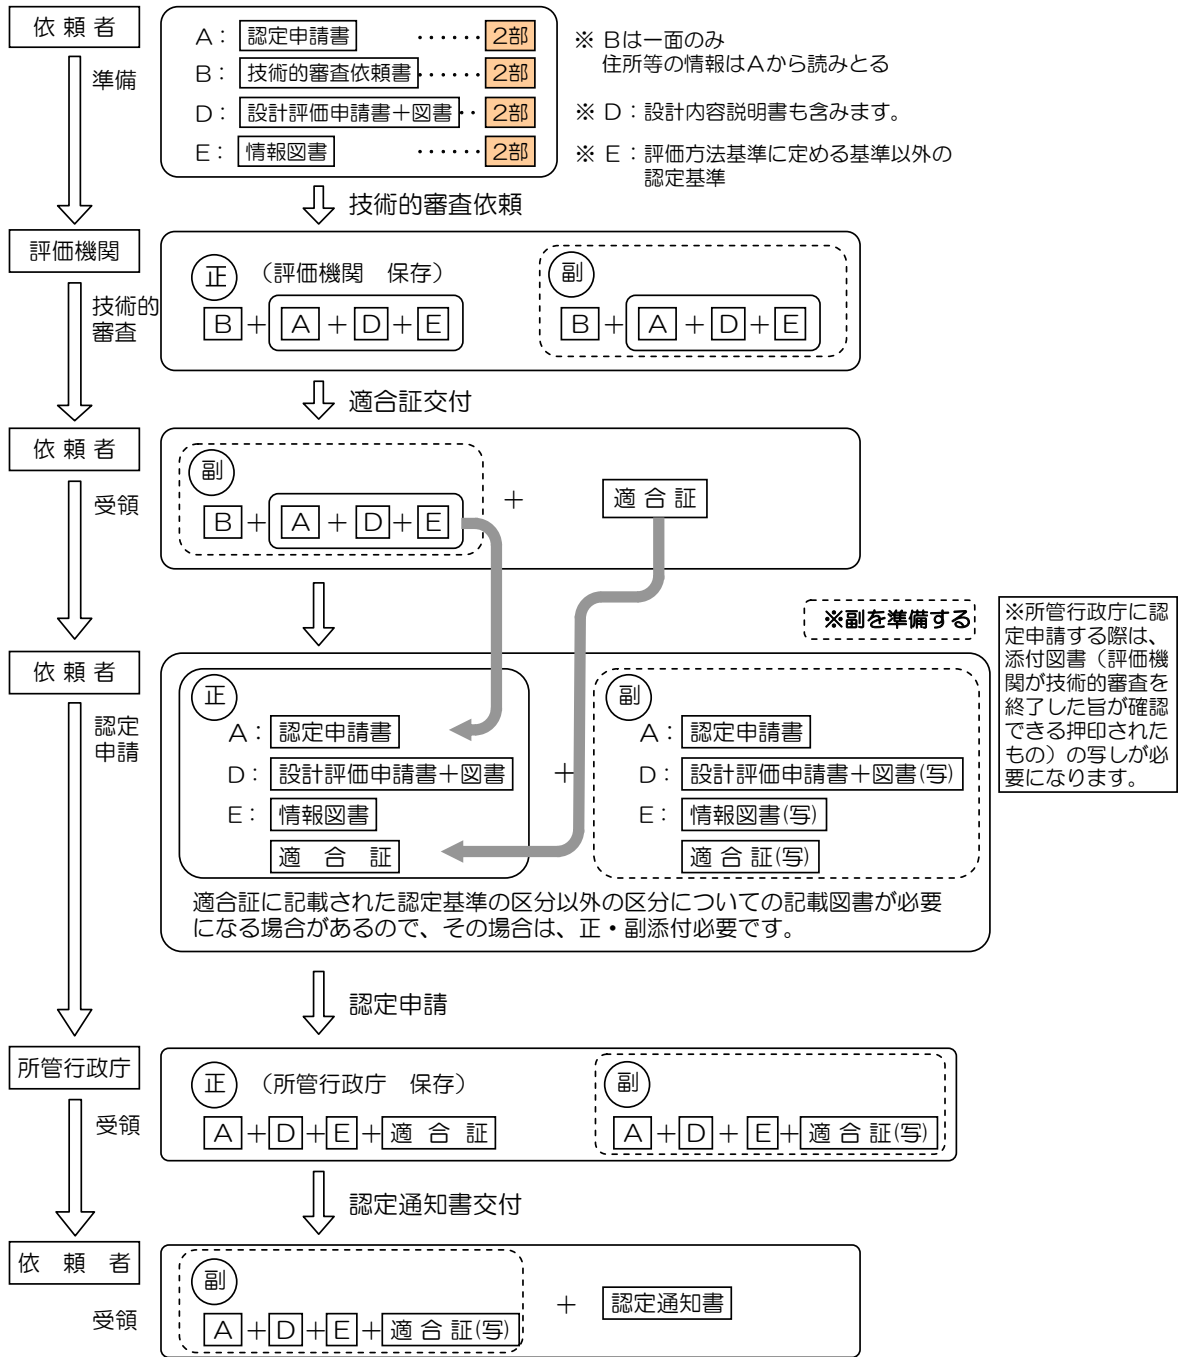 依 頼 者
準備
A： 認定申請書 ‥‥‥ 2部
B： 技術的審査依頼書 ‥‥‥ 2部
D： 設計評価申請書＋図書 ‥ 2部
E： 情報図書 ‥‥‥ 2部
※ Bは一面のみ
住所等の情報はAから読みとる
※ D：設計内容説明書も含みます。
※ E：評価方法基準に定める基準以外の
認定基準
技術的審査依頼
評価機関
技術的
審査
正 （評価機関　保存）
B＋A＋D＋E
副
B＋A＋D＋E
適合証交付
依 頼 者
受領
副
B＋A＋D＋E
＋
適 合 証
※副を準備する
※所管行政庁に認
定申請する際は、
添付図書（評価機
関が技術的審査を
終了した旨が確認
できる押印された
もの）の写しが必
要になります。
依 頼 者
認定
申請
正
A： 認定申請書
D： 設計評価申請書＋図書
E： 情報図書
適　合　証
＋
副
A： 認定申請書
D： 設計評価申請書＋図書(写)
E： 情報図書(写)
適 合 証(写)
適合証に記載された認定基準の区分以外の区分についての記載図書が必要
になる場合があるので、その場合は、正・副添付必要です。
認定申請
所管行政庁
受領
正 （所管行政庁　保存）
A＋D＋E＋適 合 証
副
A＋D＋E＋適 合 証(写)
認定通知書交付
依　頼　者
受領
副
A＋D＋E＋適 合 証(写)
＋
認定通知書